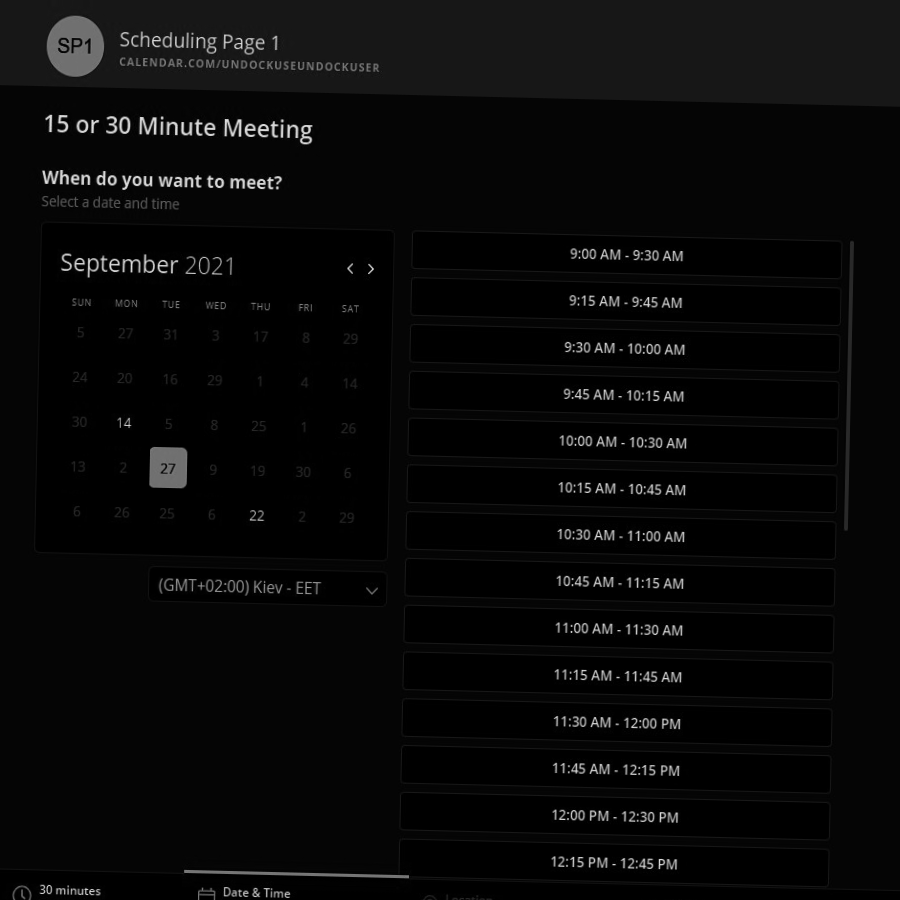 SP1
Scheduling Page 1
CALENDAR.COM/UNDOCKUSEUNDOCKUSER
15 or 30 Minute Meeting
When do you want to meet?
Select a date and time
September 2021
SUN MON TUE WED THU FRI SAT
5 27 31 3 17 8 29
24 20 16 29 1 4 14
30 14 5 8 25 1 26
13 2 27 9 19 30 6
6 26 25 6 22 2 29
(GMT+02:00) Kiev - EET
9:00 AM - 9:30 AM
9:15 AM - 9:45 AM
9:30 AM - 10:00 AM
9:45 AM - 10:15 AM
10:00 AM - 10:30 AM
10:15 AM - 10:45 AM
10:30 AM - 11:00 AM
10:45 AM - 11:15 AM
11:00 AM - 11:30 AM
11:15 AM - 11:45 AM
11:30 AM - 12:00 PM
11:45 AM - 12:15 PM
12:00 PM - 12:30 PM
12:15 PM - 12:45 PM
30 minutes
Date & Time